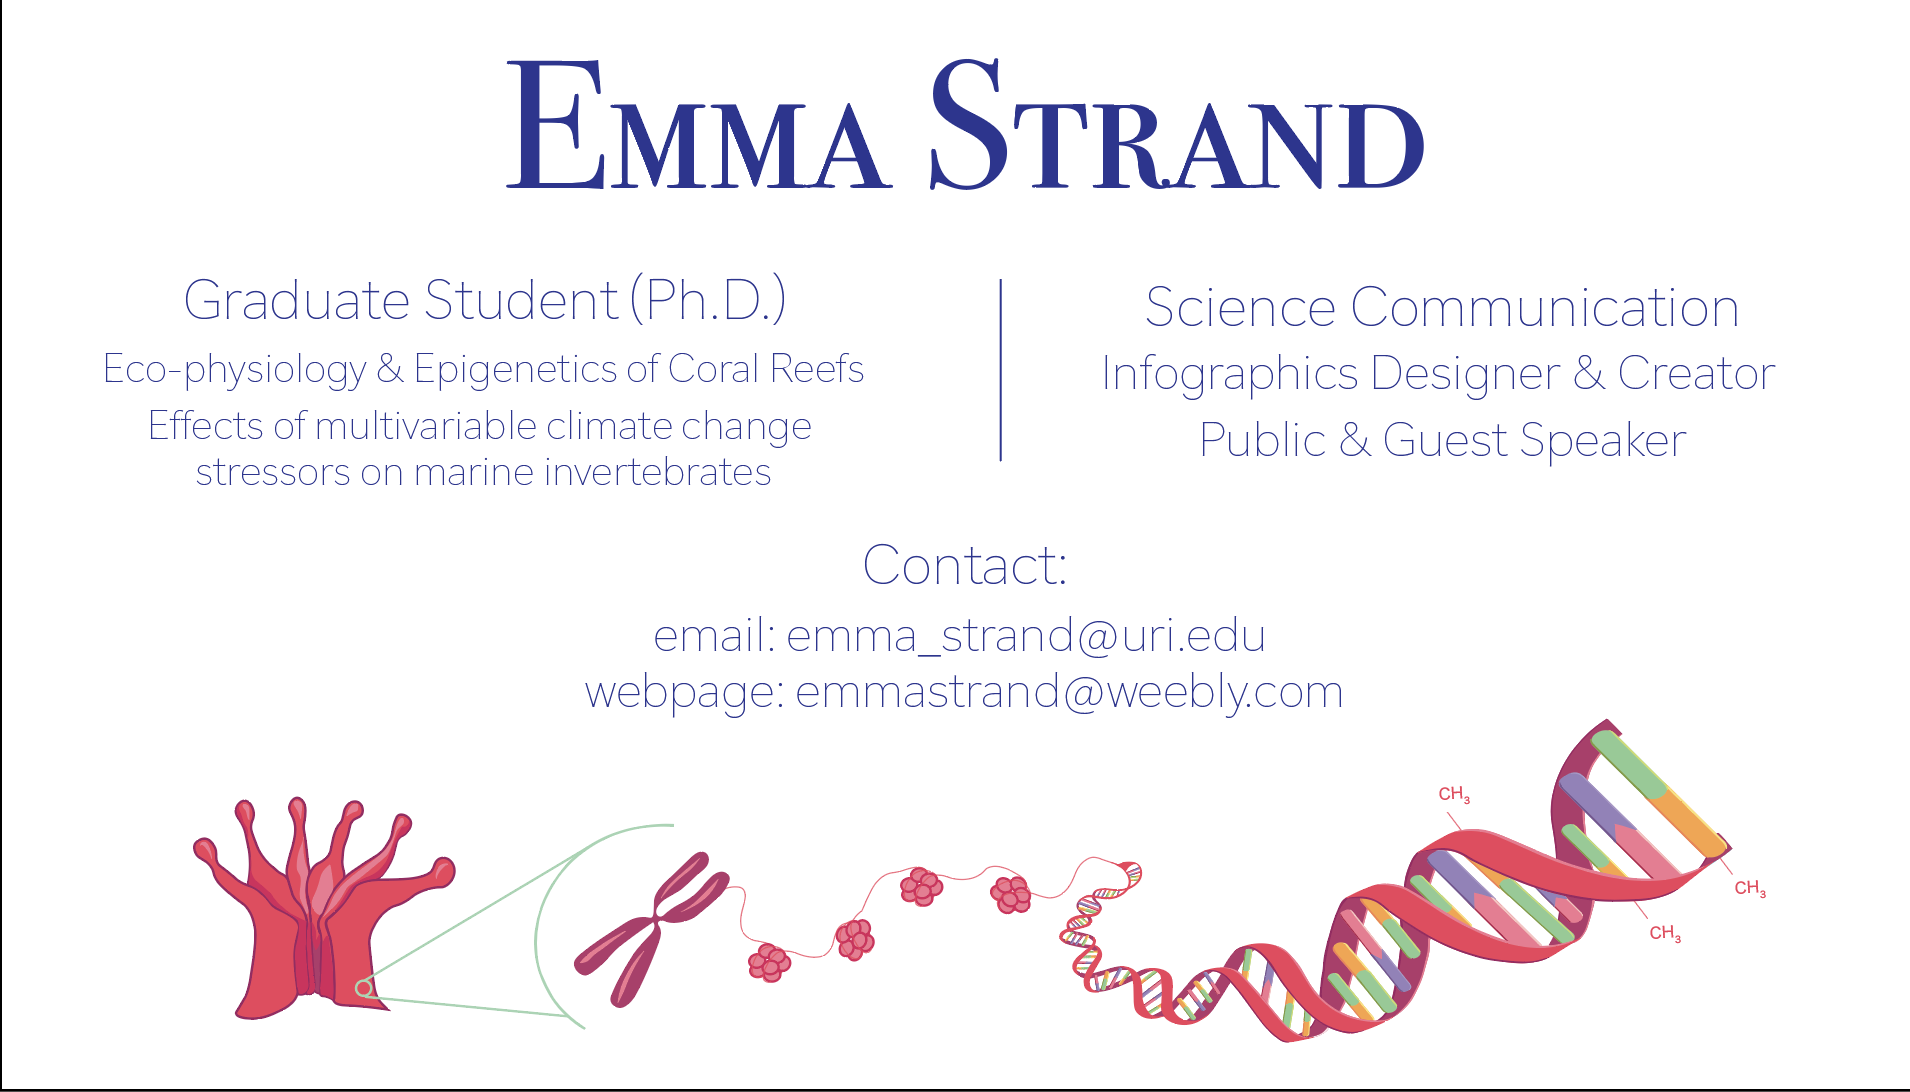 EMMA STRAND
Graduate Student (Ph.D.)
Eco-physiology & Epigenetics of Coral Reefs
Effects of multivariable climate change
stressors on marine invertebrates
Science Communication
Infographics Designer & Creator
Public & Guest Speaker
Contact:
email: emma_strand@uri.edu
webpage: emmastrand@weebly.com
CH₃
CH₃
CH₃